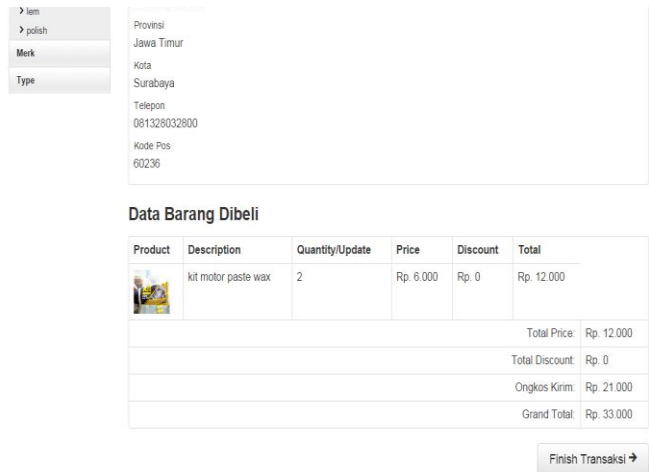 > lem
> polish
Merk
Type
Provinsi
Jawa Timur
Kota
Surabaya
Telepon
081328032800
Kode Pos
60236
Data Barang Dibeli
Product Description Quantity/Update Price Discount Total
kit motor paste wax 2 Rp. 6.000 Rp. 0 Rp. 12.000
Total Price: Rp. 12.000
Total Discount: Rp. 0
Ongkos Kirim: Rp. 21.000
Grand Total: Rp. 33.000
Finish Transaksi →